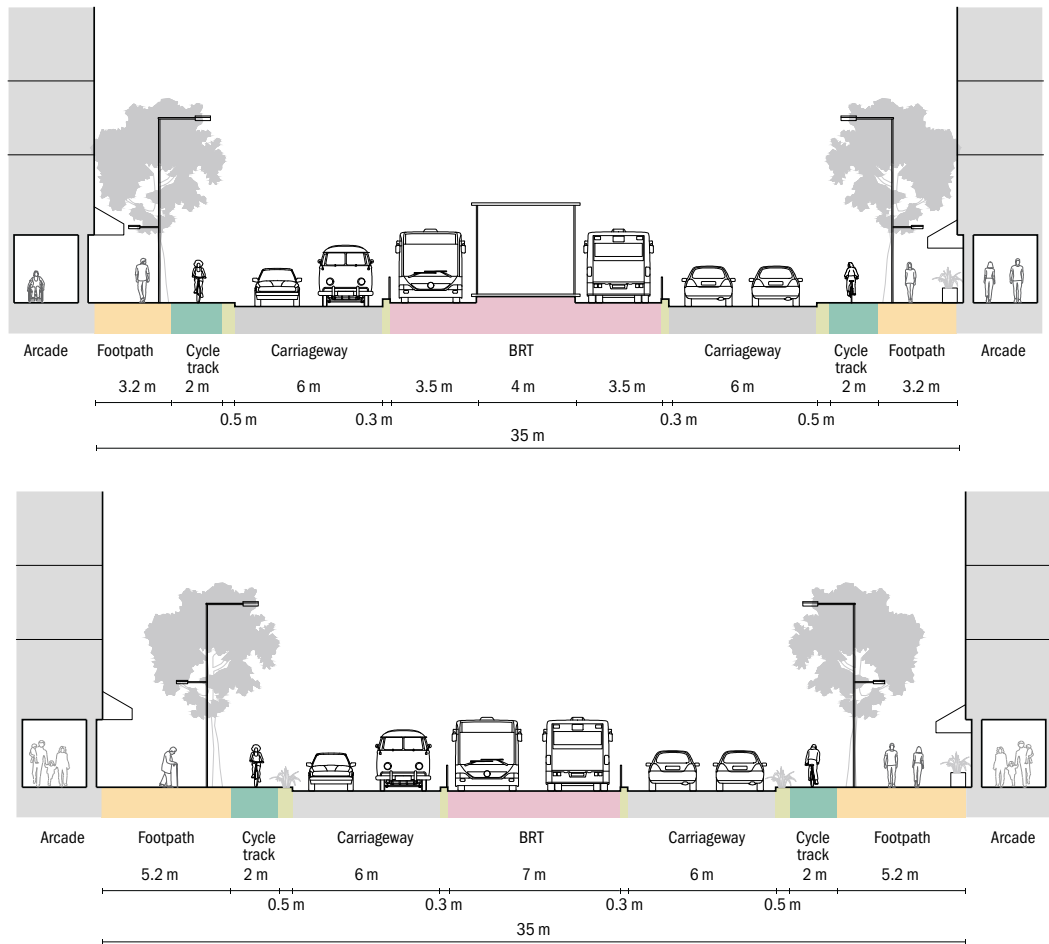 Arcade Footpath Cycle track Carriageway BRT Carriageway Cycle track Footpath Arcade
3.2 m 2 m 6 m 3.5 m 4 m 3.5 m 6 m 2 m 3.2 m
0.5 m 0.3 m 0.3 m 0.5 m
35 m
Arcade Footpath Cycle track Carriageway BRT Carriageway Cycle track Footpath Arcade
5.2 m 2 m 6 m 7 m 6 m 2 m 5.2 m
0.5 m 0.3 m 0.3 m 0.5 m
35 m